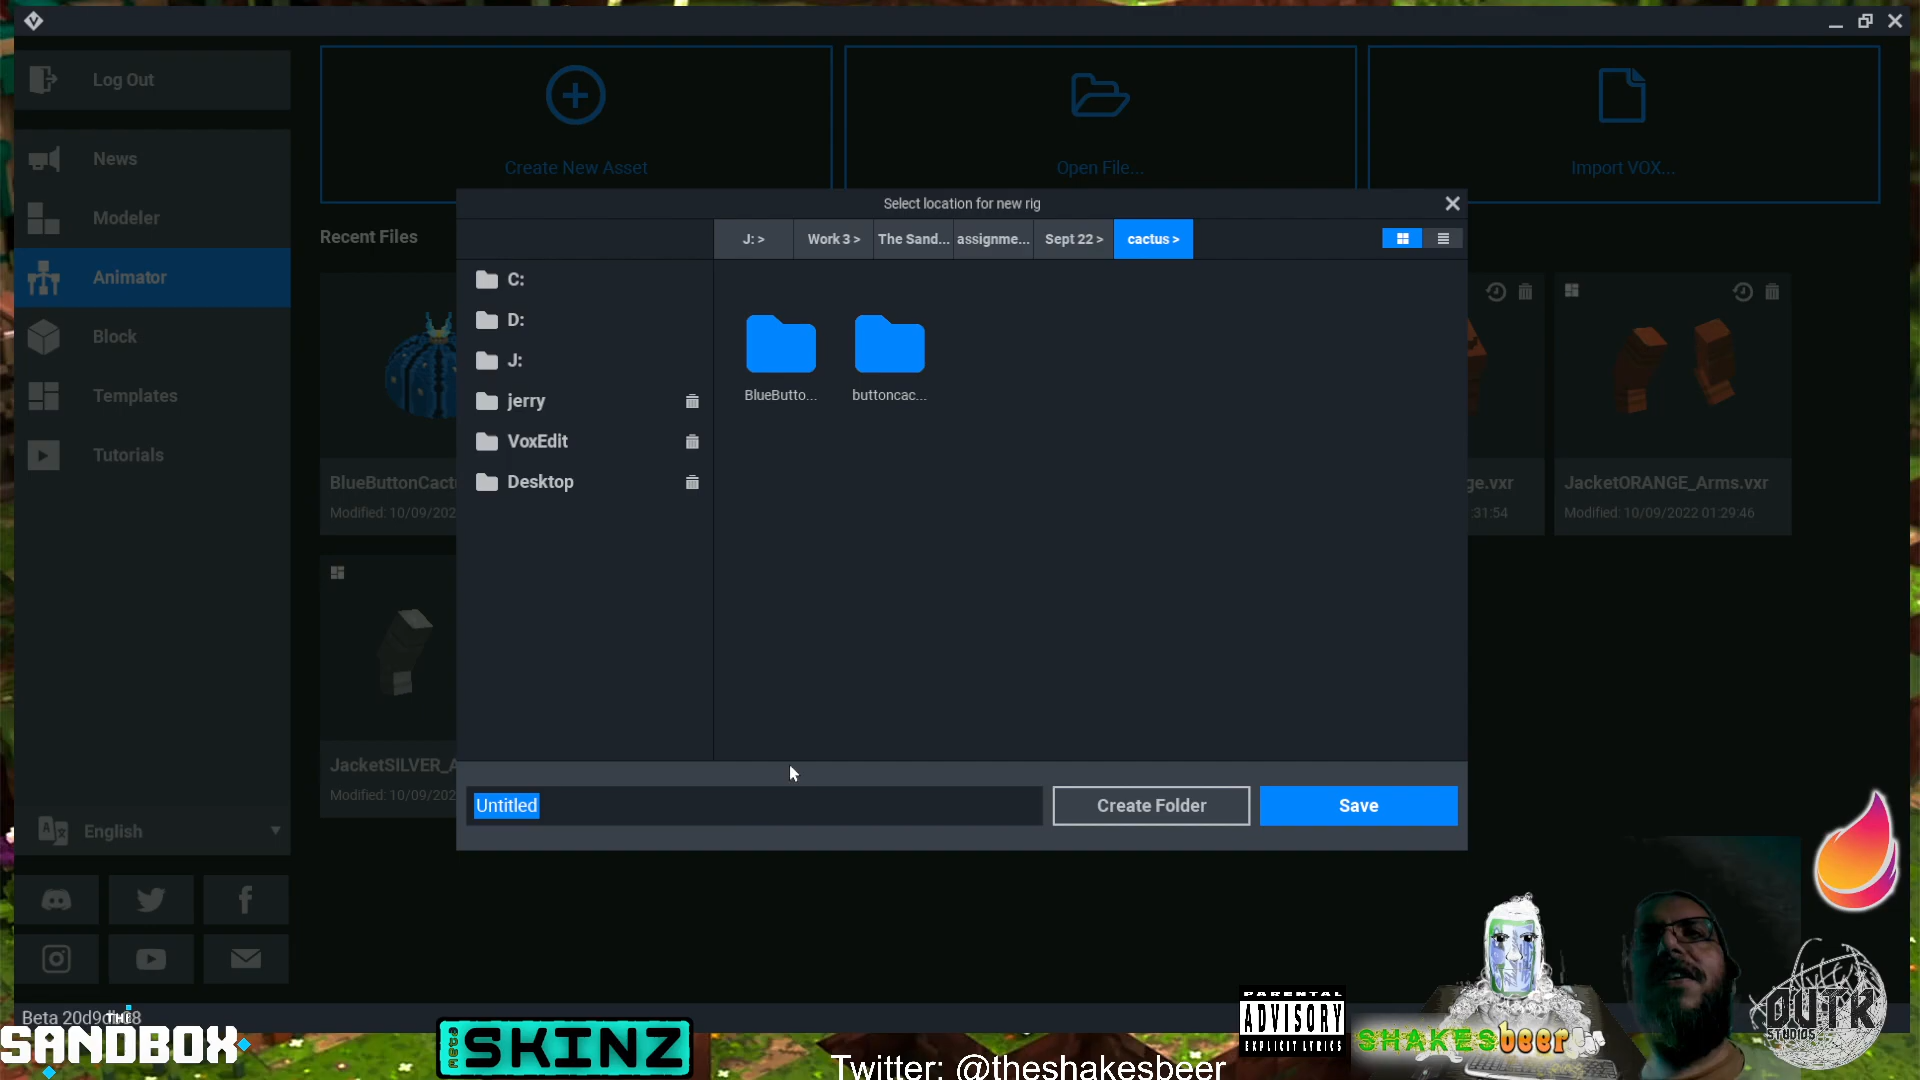 Log Out
News
Modeler
Animator
Block
Templates
Tutorials
English
Create New Asset
Open File...
Import VOX...
Recent Files
Select location for new rig
J: >
Work 3 >
The Sand...
assignme...
Sept 22 >
cactus >
C:
D:
J:
jerry
VoxEdit
Desktop
BlueButto...
buttoncac...
BlueButtonCact
Modified: 10/09/202
ge.vxr
31:54
JacketORANGE_Arms.vxr
Modified: 10/09/2022 01:29:46
JacketSILVER_A
Modified: 10/09/202
Untitled
Create Folder
Save
Beta
THE
SANDBOX
SKINZ
Twitter: @theshakesbeer
PARENTAL
ADVISORY
EXPLICIT LYRICS
SHAKESbeer
OUTK
STUDIOS